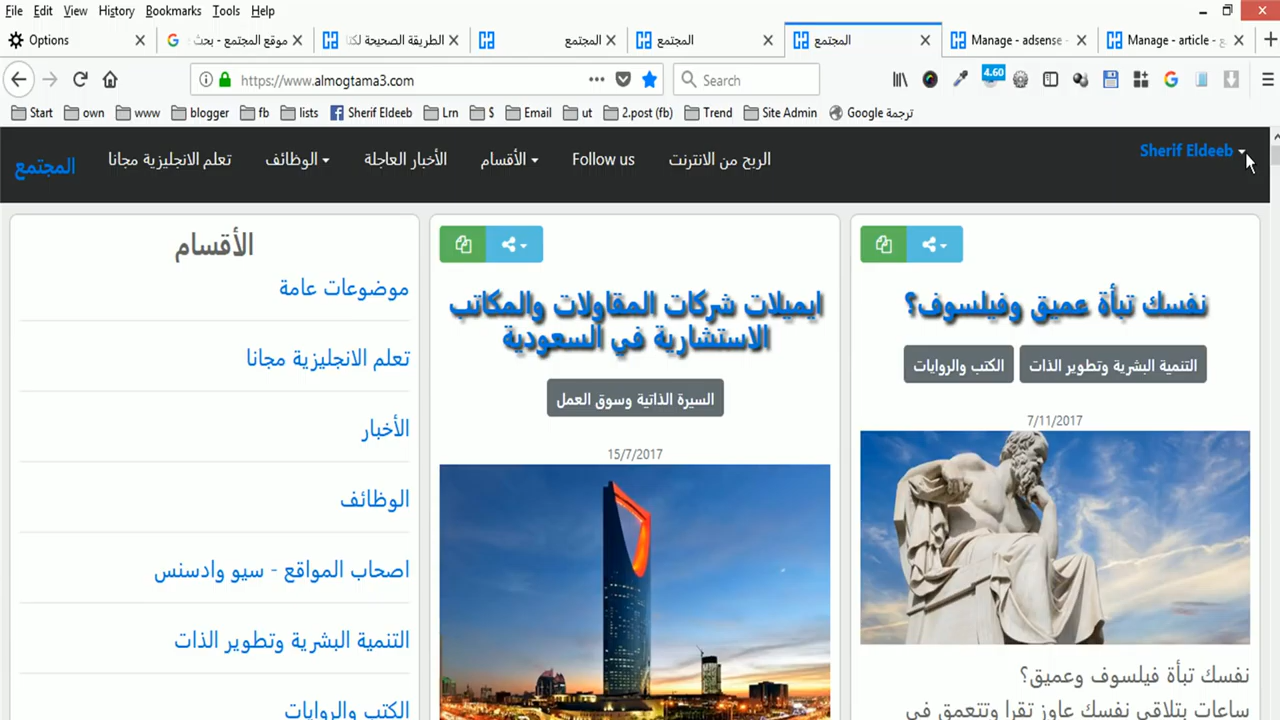 File Edit View History Bookmarks Tools Help
Options
موقع المجتمع - بحث
الطريقة الصحيحة لكتا
المجتمع
المجتمع
المجتمع
Manage - adsense -
Manage - article -
https://www.almogtama3.com
Search
4.60
Start own www blogger fb lists Sherif Eldeeb Lrn $ Email ut 2.post (fb) Trend Site Admin ترجمة Google
المجتمع
تعلم الانجليزية مجانا
الوظائف
الأخبار العاجلة
الأقسام
Follow us
الربح من الانترنت
Sherif Eldeeb
الأقسام
موضوعات عامة
تعلم الانجليزية مجانا
الأخبار
الوظائف
اصحاب المواقع - سيو وادسنس
التنمية البشرية وتطوير الذات
الكتب والروايات
ايميلات شركات المقاولات والمكاتب
الاستشارية في السعودية
السيرة الذاتية وسوق العمل
15/7/2017
نفسك تبأة عميق وفيلسوف؟
التنمية البشرية وتطوير الذات
الكتب والروايات
7/11/2017
نفسك تبأة فيلسوف وعميق؟
ساعات بتلاقي نفسك عاوز تقرا وتتعمق في